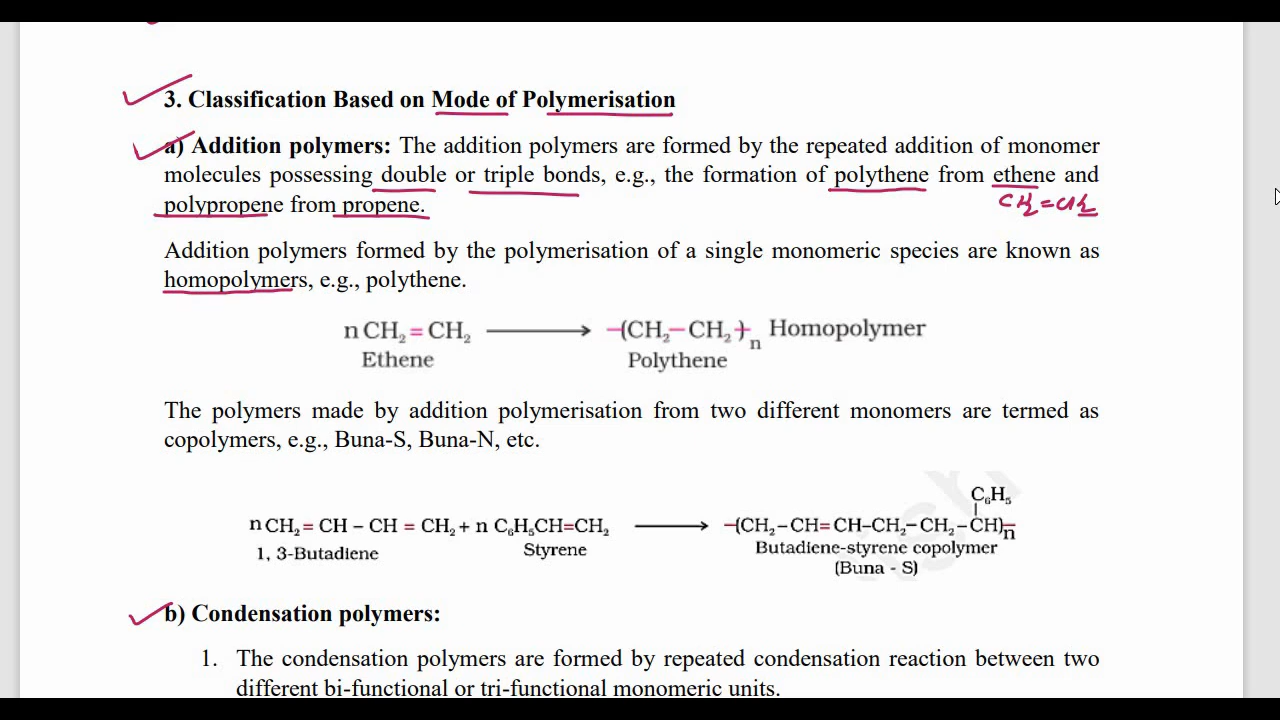 3. Classification Based on Mode of Polymerisation
a) Addition polymers: The addition polymers are formed by the repeated addition of monomer
molecules possessing double or triple bonds, e.g., the formation of polythene from ethene and
polypropene from propene.
CH₂=CH₂
Addition polymers formed by the polymerisation of a single monomeric species are known as
homopolymers, e.g., polythene.
n CH₂ = CH₂ ⟶ –(CH₂ – CH₂ )–ₙ Homopolymer
Ethene Polythene
The polymers made by addition polymerisation from two different monomers are termed as
copolymers, e.g., Buna-S, Buna-N, etc.
C₆H₅
n CH₂ = CH – CH = CH₂ + n C₆H₅CH=CH₂ ⟶ –(CH₂ – CH=CH–CH₂– CH₂ – CH)–ₙ
1, 3-Butadiene Styrene Butadiene-styrene copolymer
(Buna - S)
b) Condensation polymers:
1. The condensation polymers are formed by repeated condensation reaction between two
different bi-functional or tri-functional monomeric units.